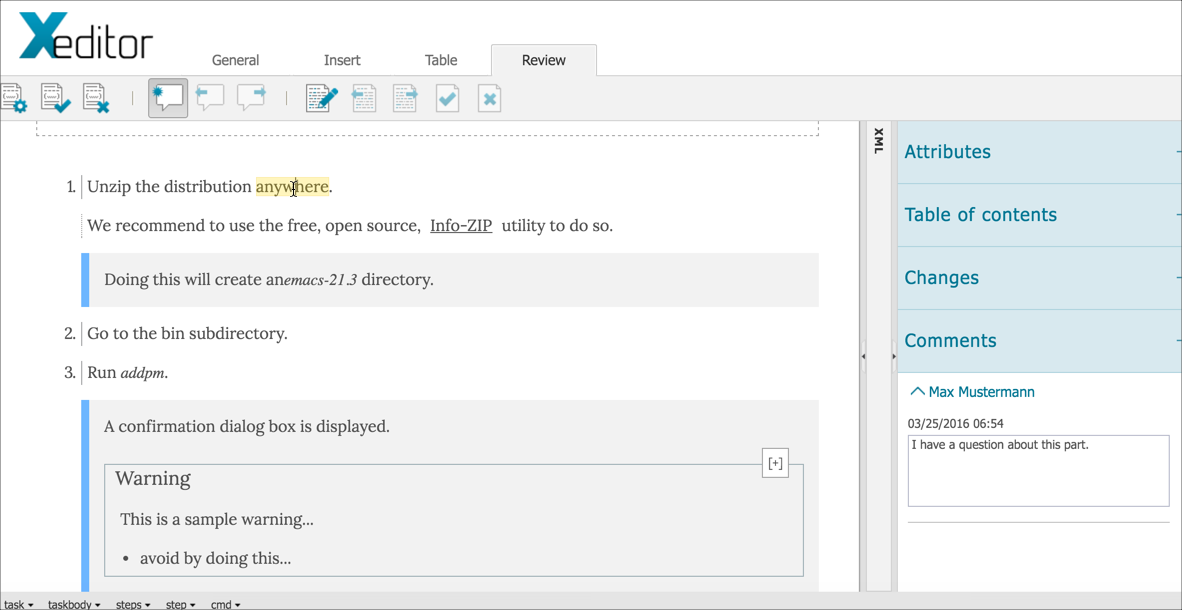 Xeditor
General Insert Table Review
XML
Attributes
Table of contents
Changes
Comments
Max Mustermann
03/25/2016 06:54
I have a question about this part.
1. Unzip the distribution anywhere.
We recommend to use the free, open source, Info-ZIP utility to do so.
Doing this will create anemacs-21.3 directory.
2. Go to the bin subdirectory.
3. Run addpm.
A confirmation dialog box is displayed.
[+]
Warning
This is a sample warning...
• avoid by doing this...
task taskbody steps step cmd